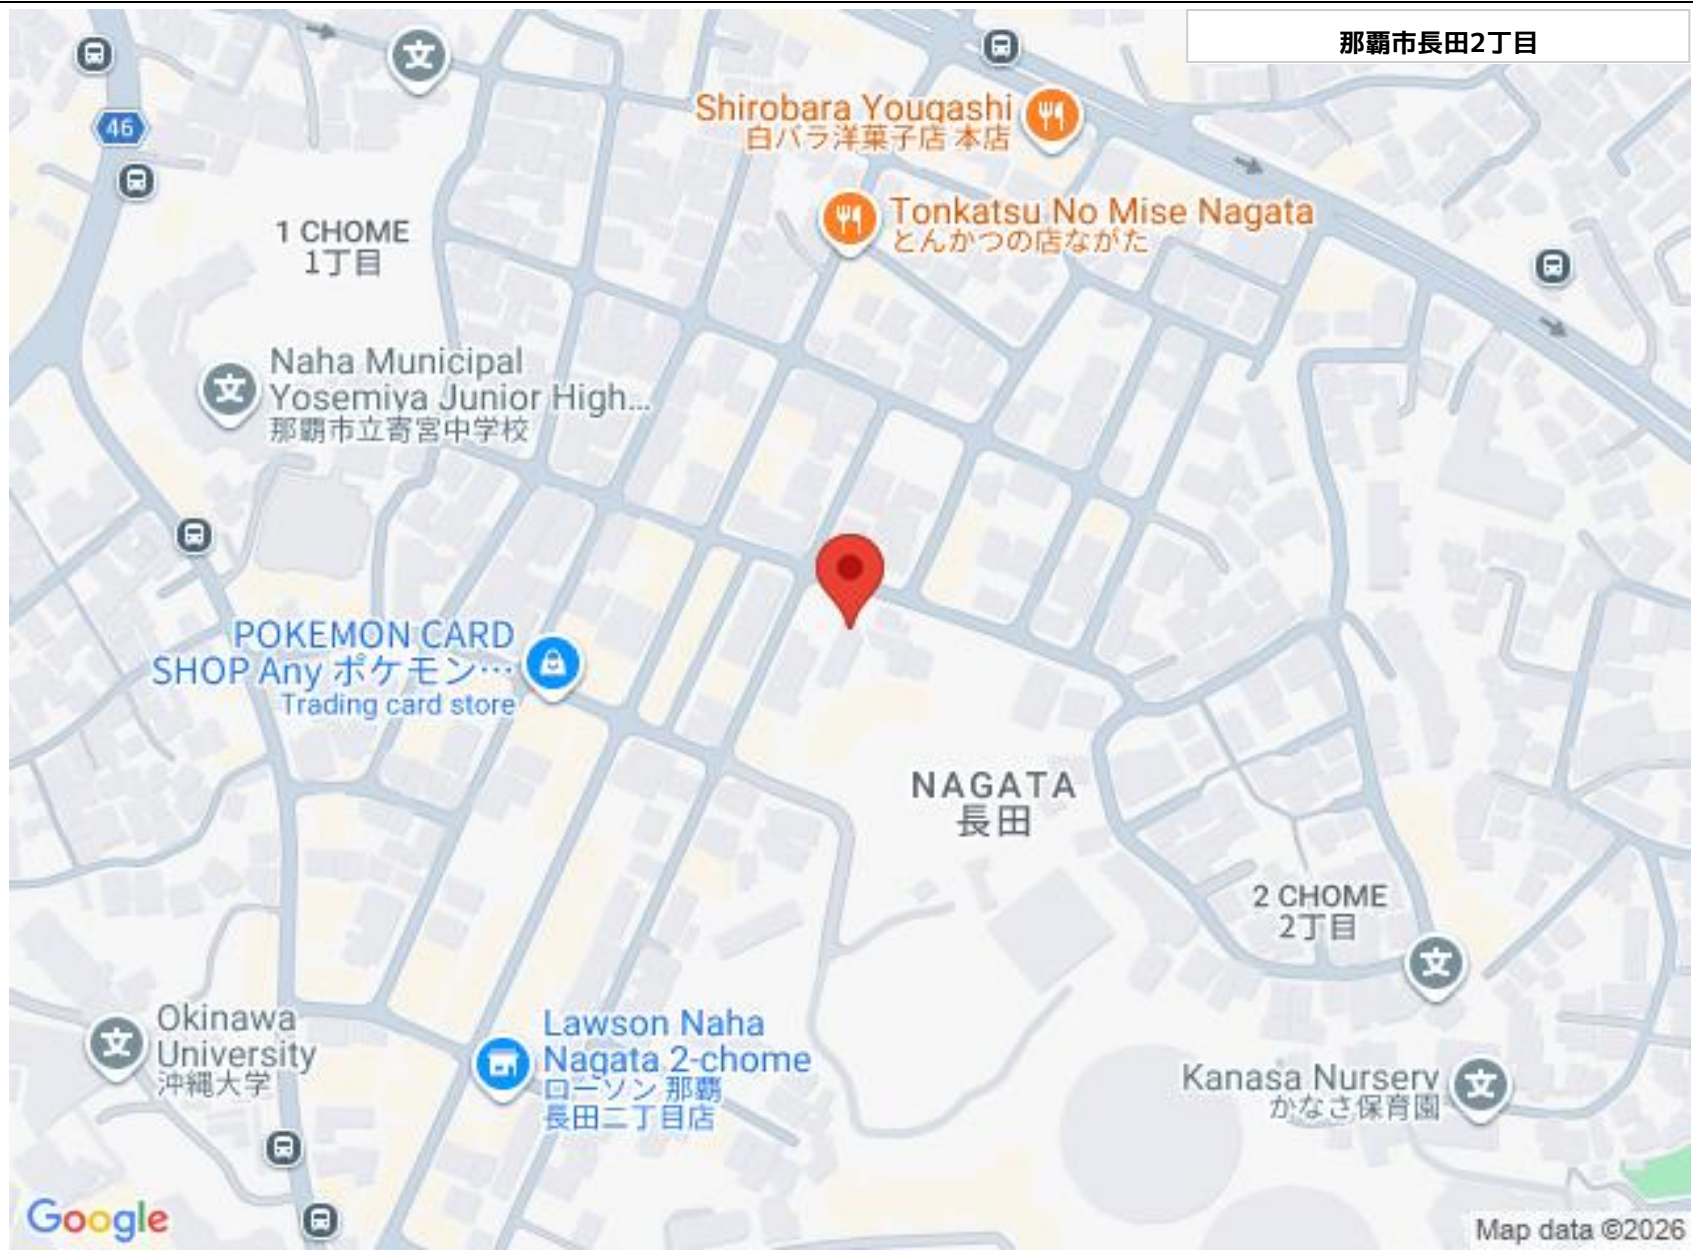 那覇市長田2丁目
Shirobara Yougashi
白バラ洋菓子店 本店
46
Tonkatsu No Mise Nagata
とんかつの店ながた
1 CHOME
1丁目
Naha Municipal
Yosemiya Junior High...
那覇市立寄宮中学校
POKEMON CARD
SHOP Any ポケモン…
Trading card store
NAGATA
長田
2 CHOME
2丁目
Okinawa
University
沖縄大学
Lawson Naha
Nagata 2-chome
ローソン 那覇
長田二丁目店
Kanasa Nursery
かなさ保育園
Google
Map data ©2026